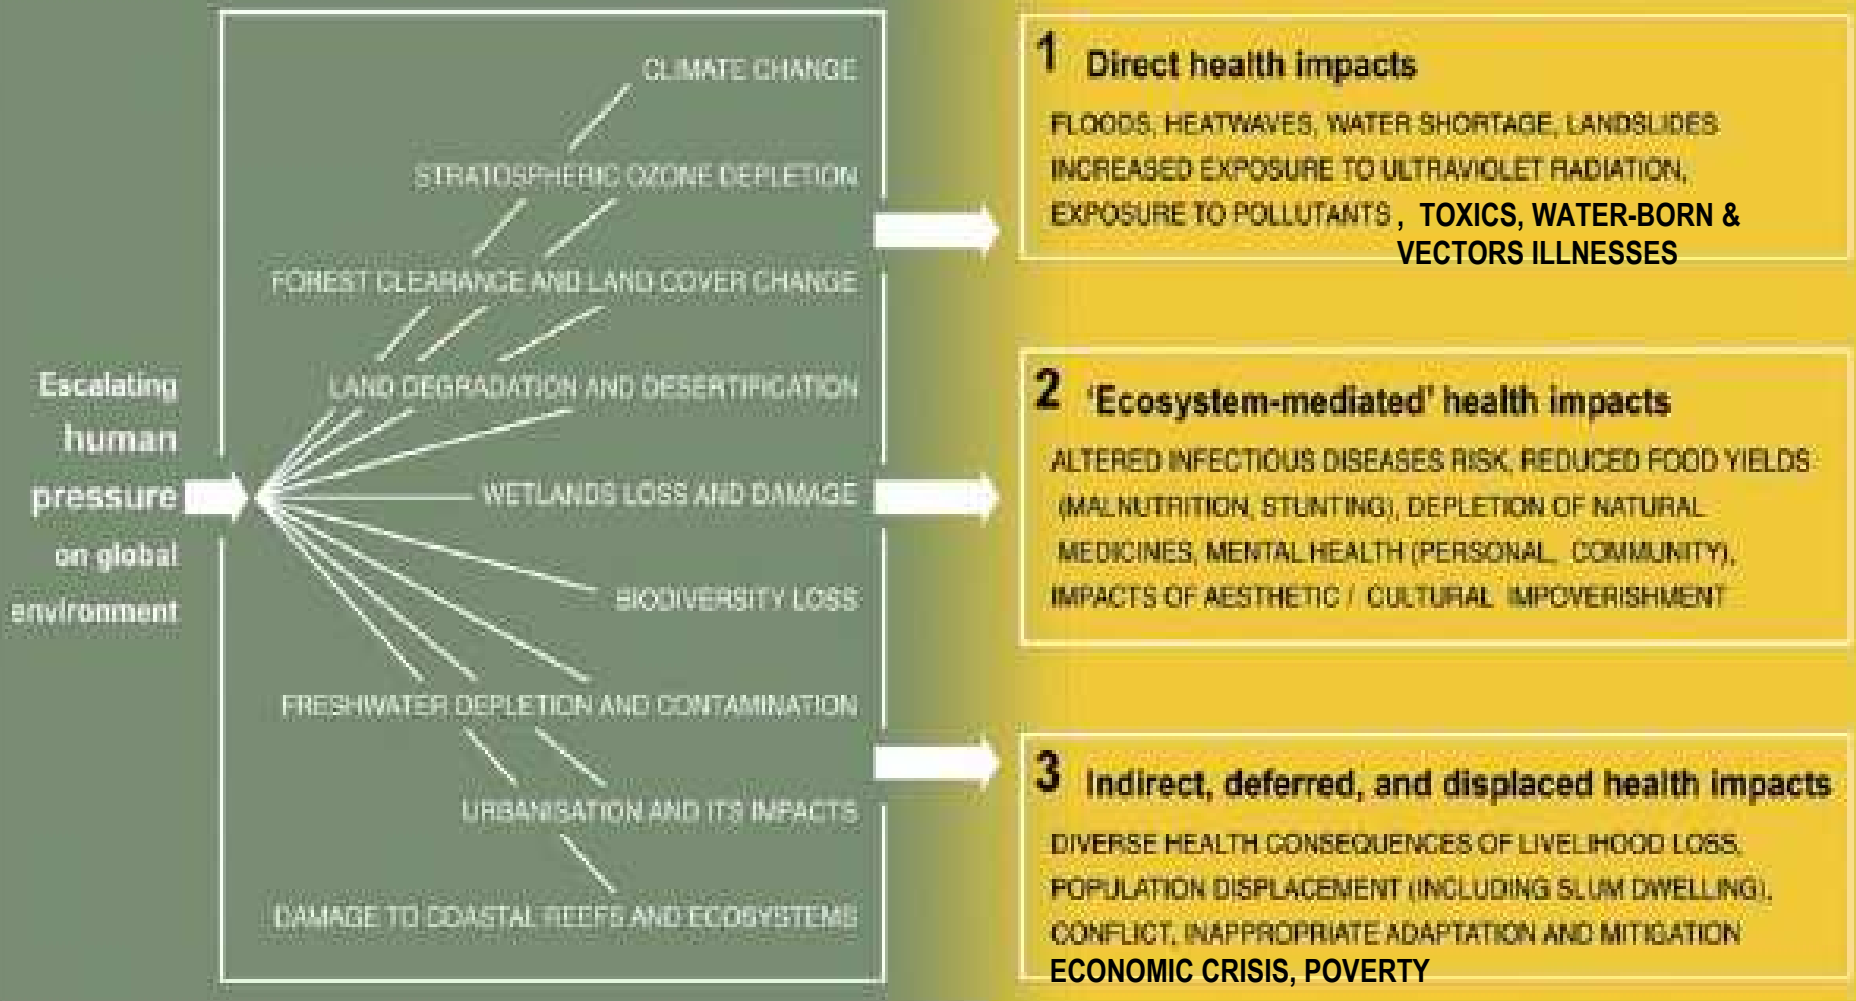 Escalating
human
pressure
on global
environment
CLIMATE CHANGE
STRATOSPHERIC OZONE DEPLETION
FOREST CLEARANCE AND LAND COVER CHANGE
LAND DEGRADATION AND DESERTIFICATION
WETLANDS LOSS AND DAMAGE
BIODIVERSITY LOSS
FRESHWATER DEPLETION AND CONTAMINATION
URBANISATION AND ITS IMPACTS
DAMAGE TO COASTAL REEFS AND ECOSYSTEMS
1 Direct health impacts
FLOODS, HEATWAVES, WATER SHORTAGE, LANDSLIDES
INCREASED EXPOSURE TO ULTRAVIOLET RADIATION,
EXPOSURE TO POLLUTANTS , TOXICS, WATER-BORN &
VECTORS ILLNESSES
2 'Ecosystem-mediated' health impacts
ALTERED INFECTIOUS DISEASES RISK, REDUCED FOOD YIELDS
(MALNUTRITION, STUNTING), DEPLETION OF NATURAL
MEDICINES, MENTAL HEALTH (PERSONAL, COMMUNITY),
IMPACTS OF AESTHETIC / CULTURAL IMPOVERISHMENT
3 Indirect, deferred, and displaced health impacts
DIVERSE HEALTH CONSEQUENCES OF LIVELIHOOD LOSS,
POPULATION DISPLACEMENT (INCLUDING SLUM DWELLING),
CONFLICT, INAPPROPRIATE ADAPTATION AND MITIGATION
ECONOMIC CRISIS, POVERTY